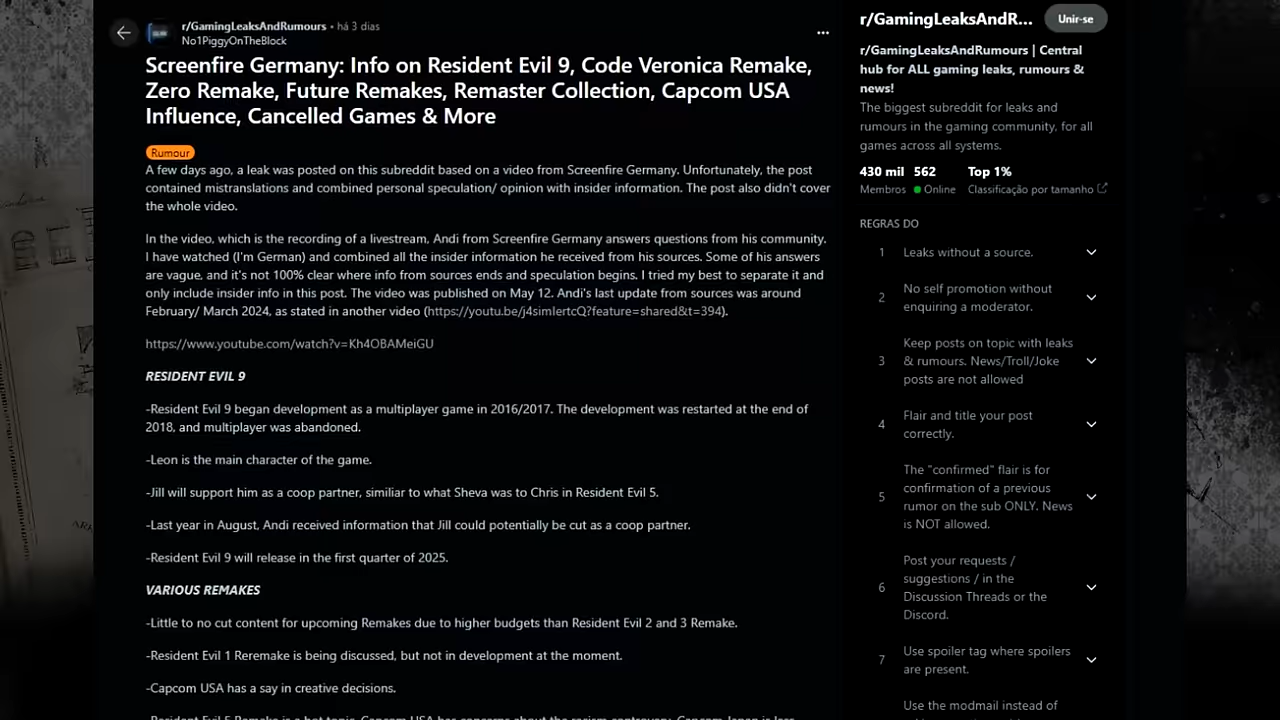 r/GamingLeaksAndRumours • há 3 dias
No1PiggyOnTheBlock
Screenfire Germany: Info on Resident Evil 9, Code Veronica Remake,
Zero Remake, Future Remakes, Remaster Collection, Capcom USA
Influence, Cancelled Games & More
Rumour
A few days ago, a leak was posted on this subreddit based on a video from Screenfire Germany. Unfortunately, the post
contained mistranslations and combined personal speculation/ opinion with insider information. The post also didn't cover
the whole video.
In the video, which is the recording of a livestream, Andi from Screenfire Germany answers questions from his community.
I have watched (I'm German) and combined all the insider information he received from his sources. Some of his answers
are vague, and it's not 100% clear where info from sources ends and speculation begins. I tried my best to separate it and
only include insider info in this post. The video was published on May 12. Andi's last update from sources was around
February/ March 2024, as stated in another video (https://youtu.be/j4simIertcQ?feature=shared&t=394).
https://www.youtube.com/watch?v=Kh4OBAMeiGU
RESIDENT EVIL 9
-Resident Evil 9 began development as a multiplayer game in 2016/2017. The development was restarted at the end of
2018, and multiplayer was abandoned.
-Leon is the main character of the game.
-Jill will support him as a coop partner, similiar to what Sheva was to Chris in Resident Evil 5.
-Last year in August, Andi received information that Jill could potentially be cut as a coop partner.
-Resident Evil 9 will release in the first quarter of 2025.
VARIOUS REMAKES
-Little to no cut content for upcoming Remakes due to higher budgets than Resident Evil 2 and 3 Remake.
-Resident Evil 1 Reremake is being discussed, but not in development at the moment.
-Capcom USA has a say in creative decisions.
-Resident Evil 5 Remake is a hot topic. Capcom USA has concerns about the racism controversy. Capcom Japan is less
r/GamingLeaksAndR...
Unir-se
r/GamingLeaksAndRumours | Central
hub for ALL gaming leaks, rumours &
news!
The biggest subreddit for leaks and
rumours in the gaming community, for all
games across all systems.
430 mil 562 Top 1%
Membros Online Classificação por tamanho
REGRAS DO
1 Leaks without a source.
2 No self promotion without
enquiring a moderator.
3 Keep posts on topic with leaks
& rumours. News/Troll/Joke
posts are not allowed
4 Flair and title your post
correctly.
5 The "confirmed" flair is for
confirmation of a previous
rumor on the sub ONLY. News
is NOT allowed.
6 Post your requests /
suggestions / in the
Discussion Threads or the
Discord.
7 Use spoiler tag where spoilers
are present.
Use the modmail instead of